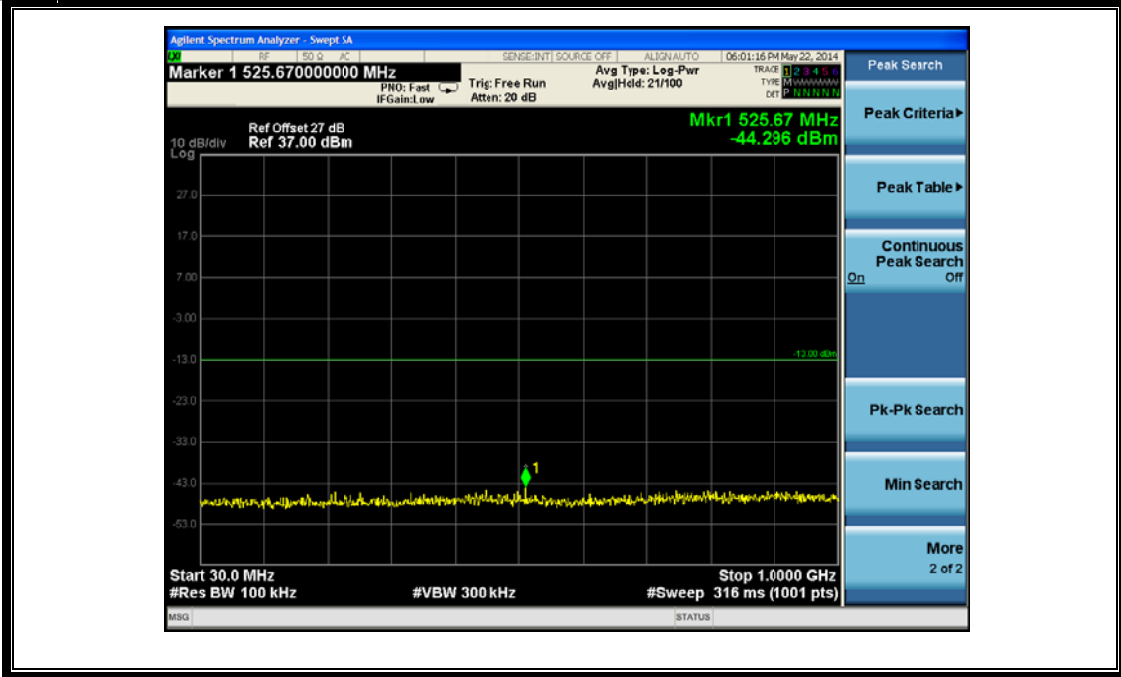 Agilent Spectrum Analyzer - Swept SA
LXI RF 50 Ω AC SENSE:INT SOURCE OFF ALIGN AUTO 06:01:16 PM May 22, 2014
Marker 1 525.670000000 MHz
PNO: Fast
IFGain:Low
Trig: Free Run
Atten: 20 dB
Avg Type: Log-Pwr
Avg|Hold: 21/100
TRACE 1 2 3 4 5 6
TYPE M WWWWW
DET P N N N N N
Mkr1 525.67 MHz
-44.296 dBm
Ref Offset 27 dB
10 dB/div Ref 37.00 dBm
Log
27.0
17.0
7.00
-3.00
-13.0
-13.00 dBm
-23.0
-33.0
1
-43.0
-53.0
Start 30.0 MHz Stop 1.0000 GHz
#Res BW 100 kHz #VBW 300 kHz #Sweep 316 ms (1001 pts)
MSG STATUS
Peak Search
Peak Criteria
Peak Table
Continuous
Peak Search
On Off
Pk-Pk Search
Min Search
More
2 of 2